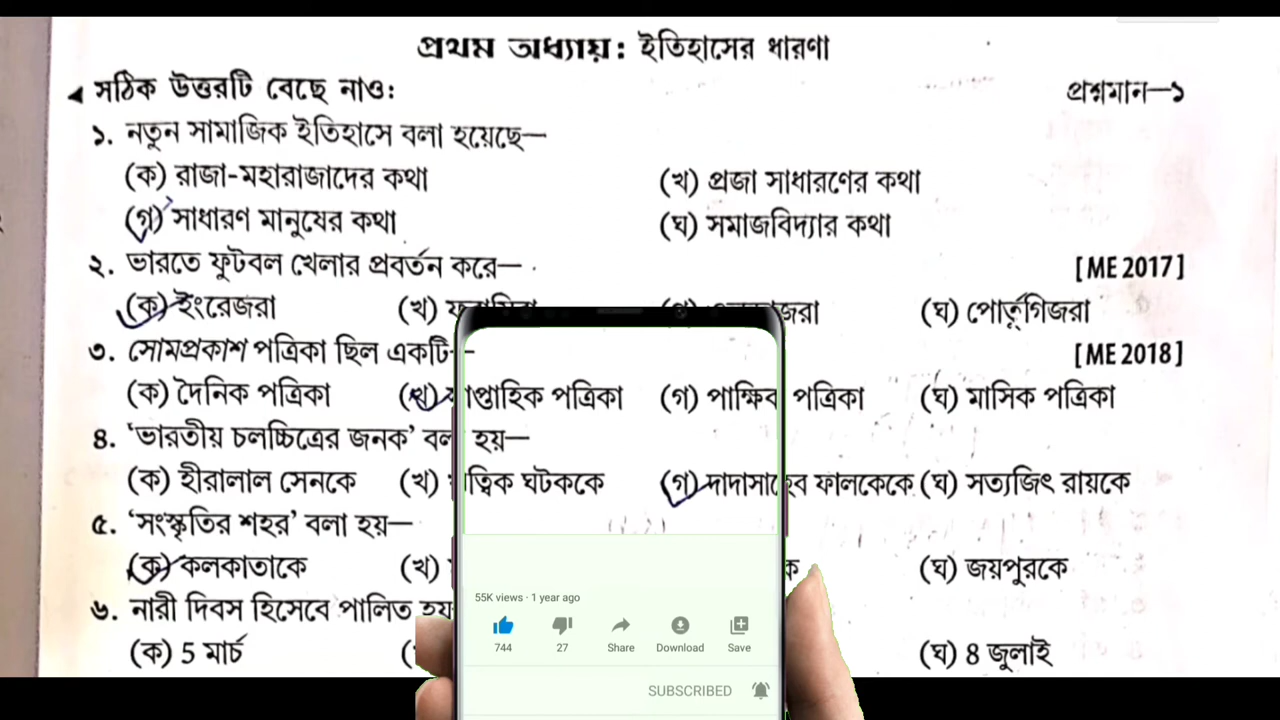 প্রথম অধ্যায়: ইতিহাসের ধারণা
সঠিক উত্তরটি বেছে নাও: প্রশ্নমান—১
১. নতুন সামাজিক ইতিহাসে বলা হয়েছে—
(ক) রাজা-মহারাজাদের কথা (খ) প্রজা সাধারণের কথা
(গ) সাধারণ মানুষের কথা (ঘ) সমাজবিদ্যার কথা
২. ভারতে ফুটবল খেলার প্রবর্তন করে— [ME 2017]
(ক) ইংরেজরা (খ) (ঘ) পোর্তুগিজরা
৩. সোমপ্রকাশ পত্রিকা ছিল একটি— [ME 2018]
(ক) দৈনিক পত্রিকা (খ) সাপ্তাহিক পত্রিকা (গ) পাক্ষিক পত্রিকা (ঘ) মাসিক পত্রিকা
৪. 'ভারতীয় চলচ্চিত্রের জনক' বলা হয়—
(ক) হীরালাল সেনকে (খ) ঋত্বিক ঘটককে (গ) দাদাসাহেব ফালকেকে (ঘ) সত্যজিৎ রায়কে
৫. 'সংস্কৃতির শহর' বলা হয়—
(ক) কলকাতাকে (খ) (ঘ) জয়পুরকে
৬. নারী দিবস হিসেবে পালিত হয়
(ক) 5 মার্চ (ঘ) 8 জুলাই
55K views · 1 year ago
744 27 Share Download Save
SUBSCRIBED